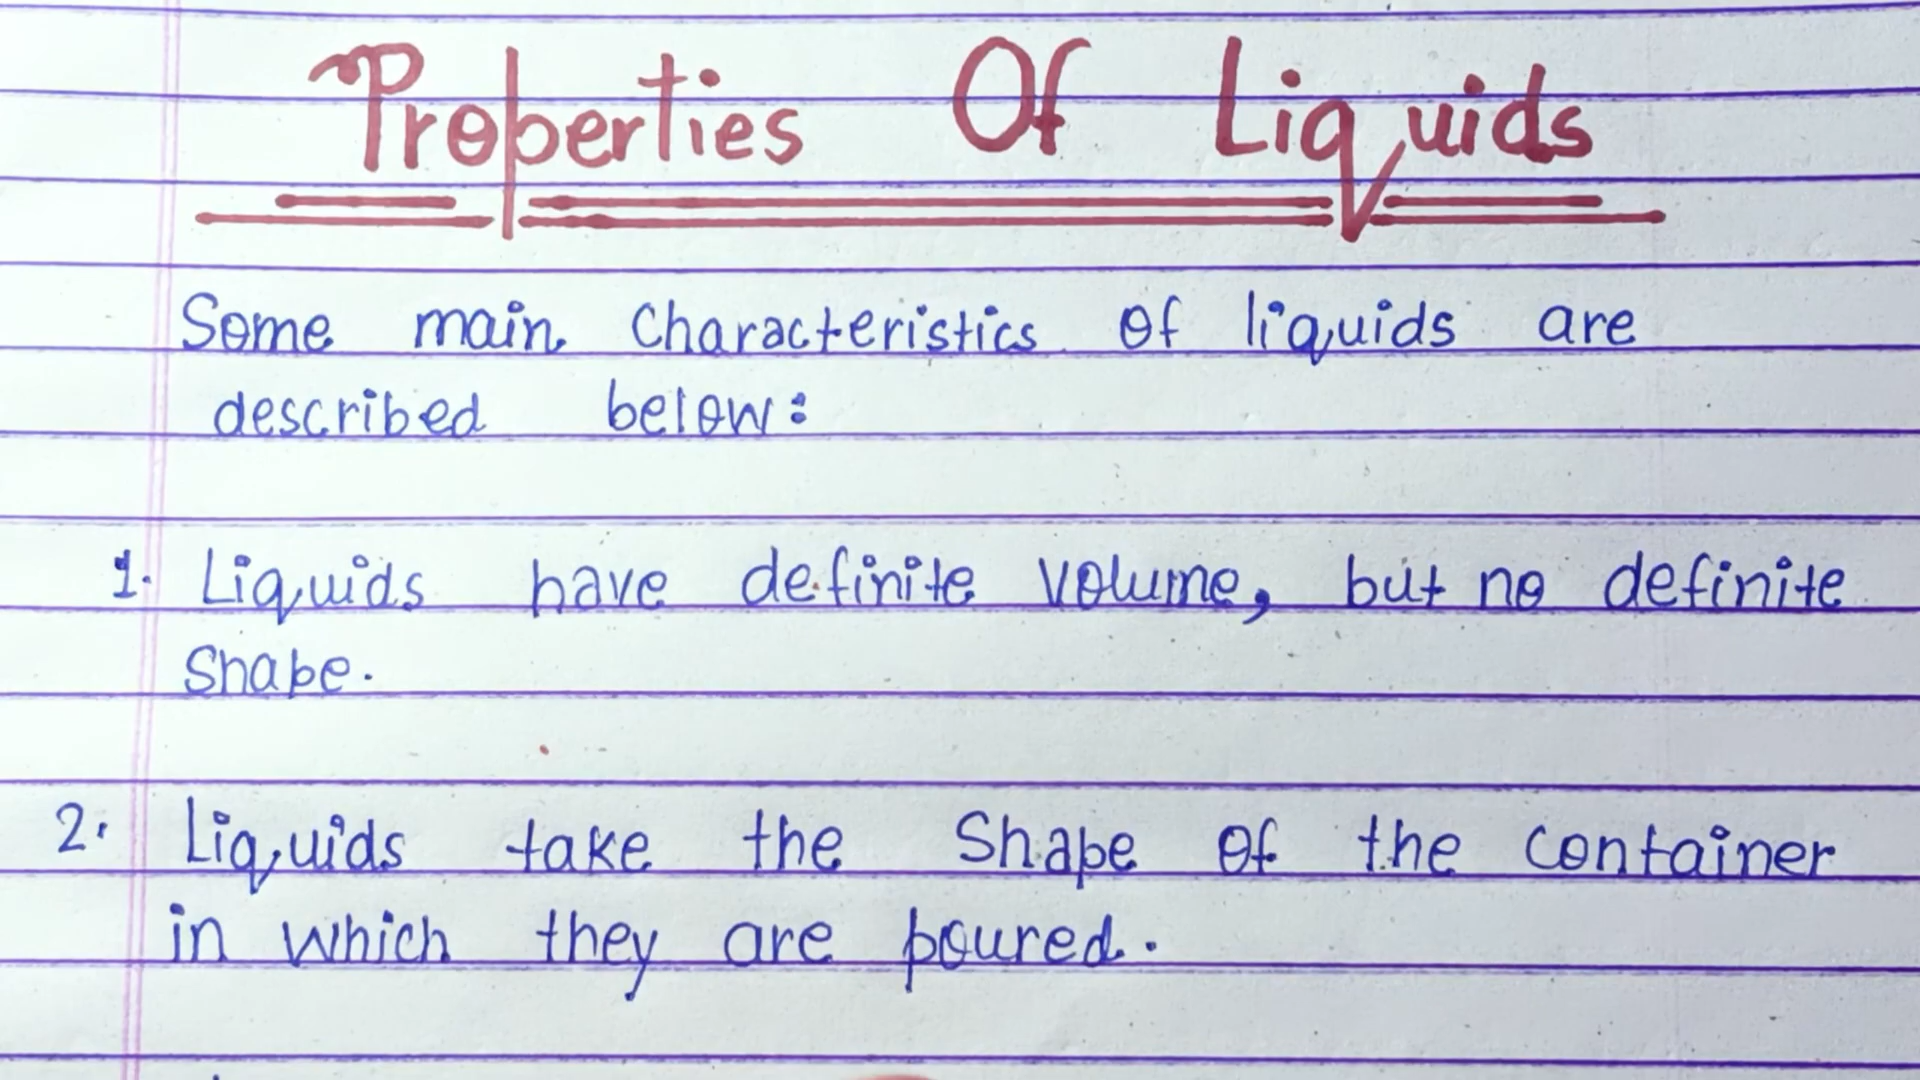 Properties Of Liquids
Some main Characteristics of liquids are
described below:
1. Liquids have definite volume, but no definite
Shape.
2. Liquids take the Shape of the container
in which they are poured.